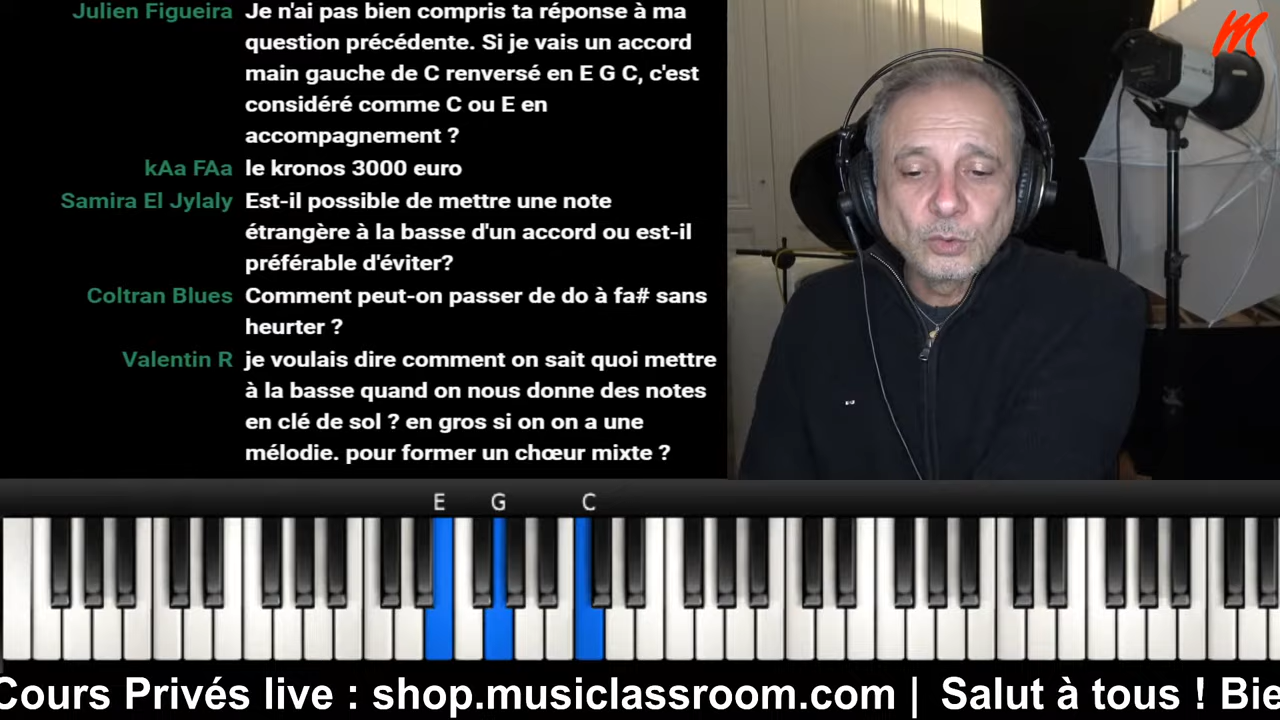 Julien Figueira Je n'ai pas bien compris ta réponse à ma
question précédente. Si je vais un accord
main gauche de C renversé en E G C, c'est
considéré comme C ou E en
accompagnement ?
kAa FAa le kronos 3000 euro
Samira El Jylaly Est-il possible de mettre une note
étrangère à la basse d'un accord ou est-il
préférable d'éviter?
Coltran Blues Comment peut-on passer de do à fa# sans
heurter ?
Valentin R je voulais dire comment on sait quoi mettre
à la basse quand on nous donne des notes
en clé de sol ? en gros si on on a une
mélodie. pour former un chœur mixte ?
M
E G C
Cours Privés live : shop.musiclassroom.com | Salut à tous ! Bie